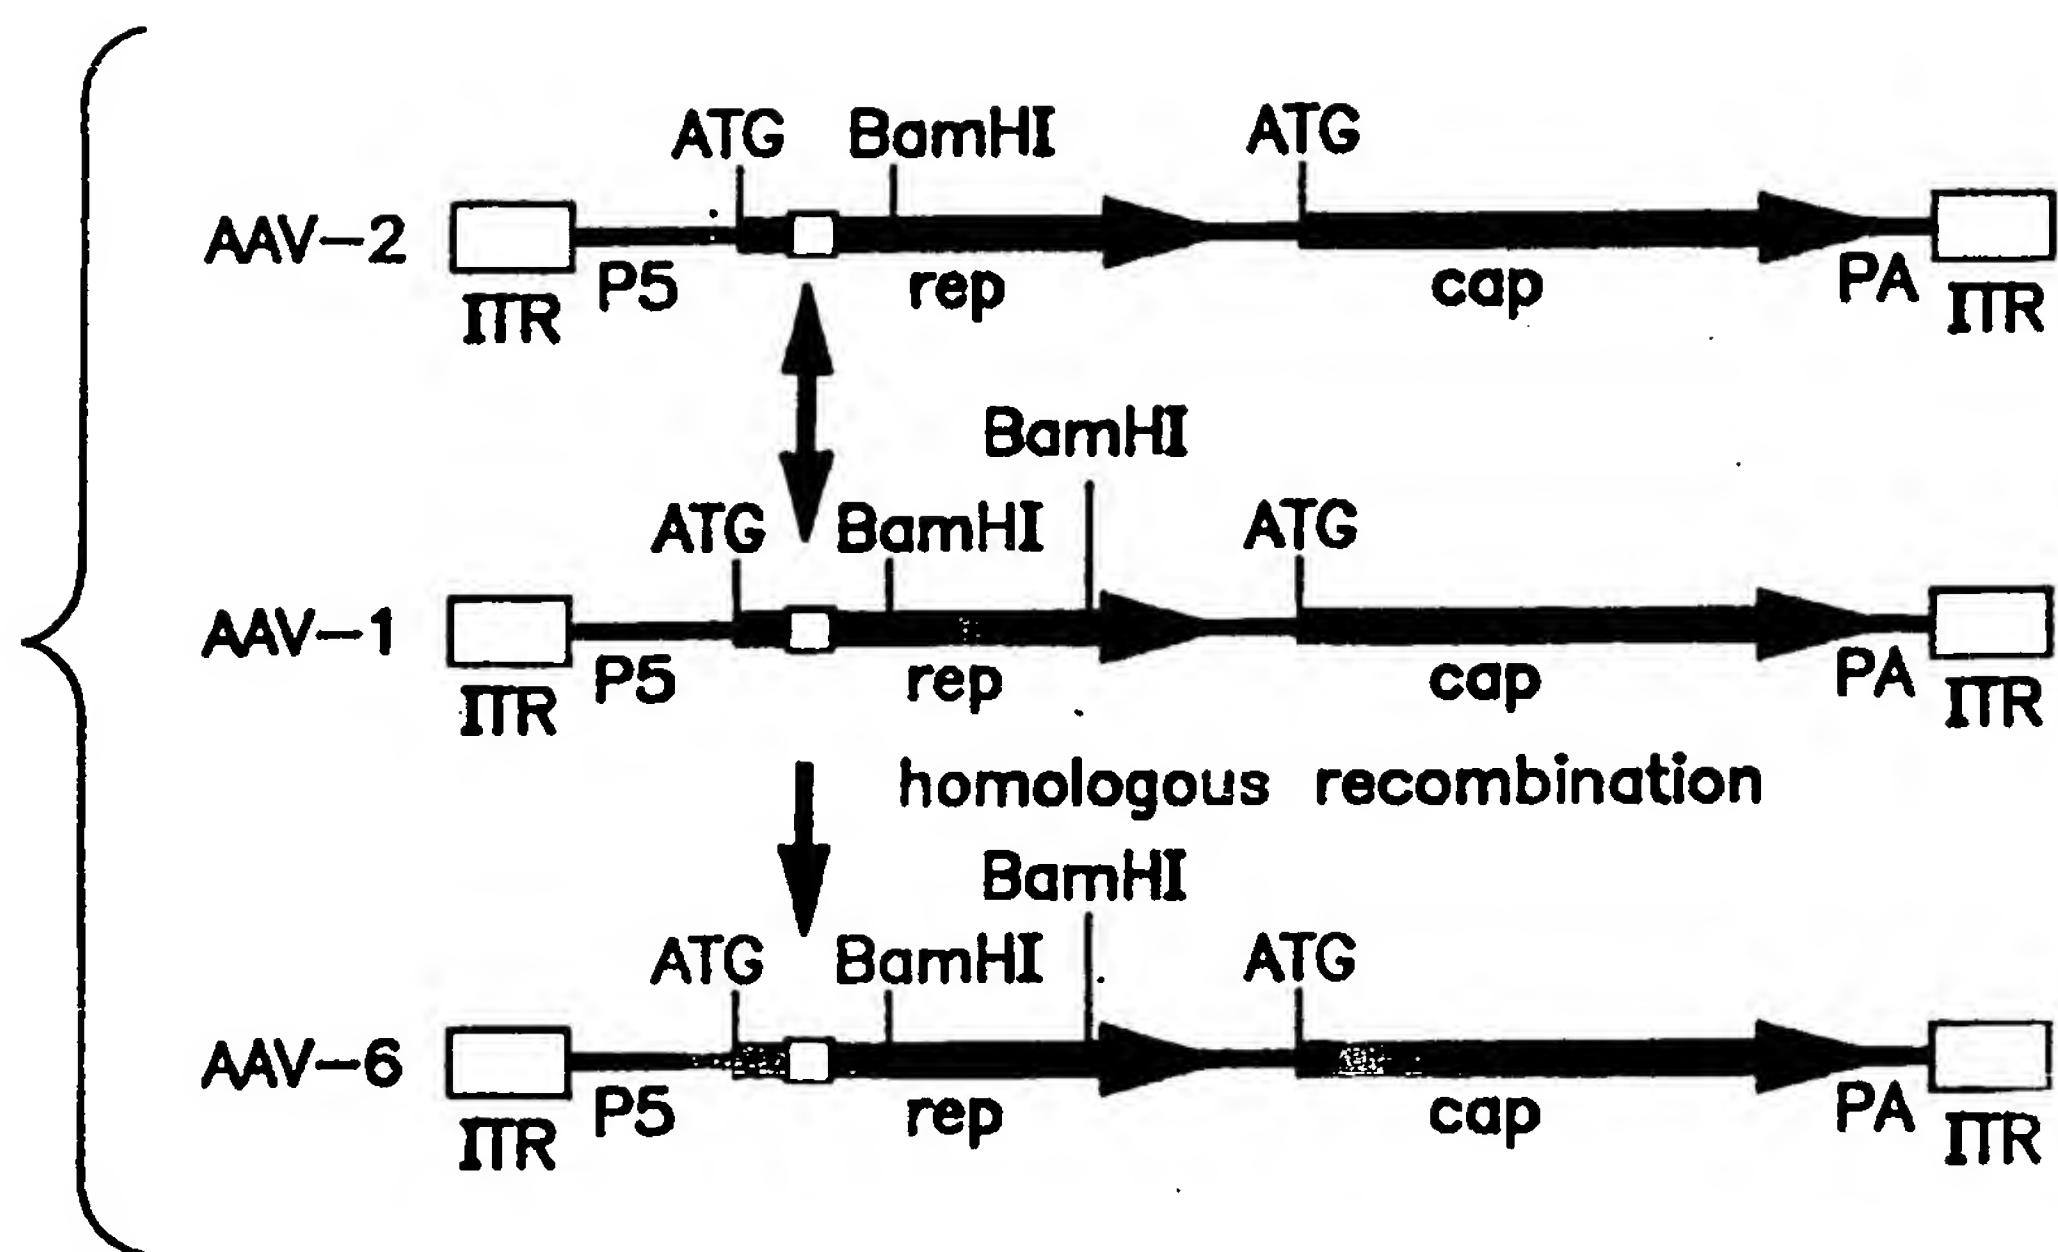 ATG BamHI ATG
AAV-2
P5 rep cap PA
ITR ITR
BamHI
ATG BamHI ATG
AAV-1
P5 rep cap PA
ITR ITR
homologous recombination
BamHI
ATG BamHI ATG
AAV-6
P5 rep cap PA
ITR ITR